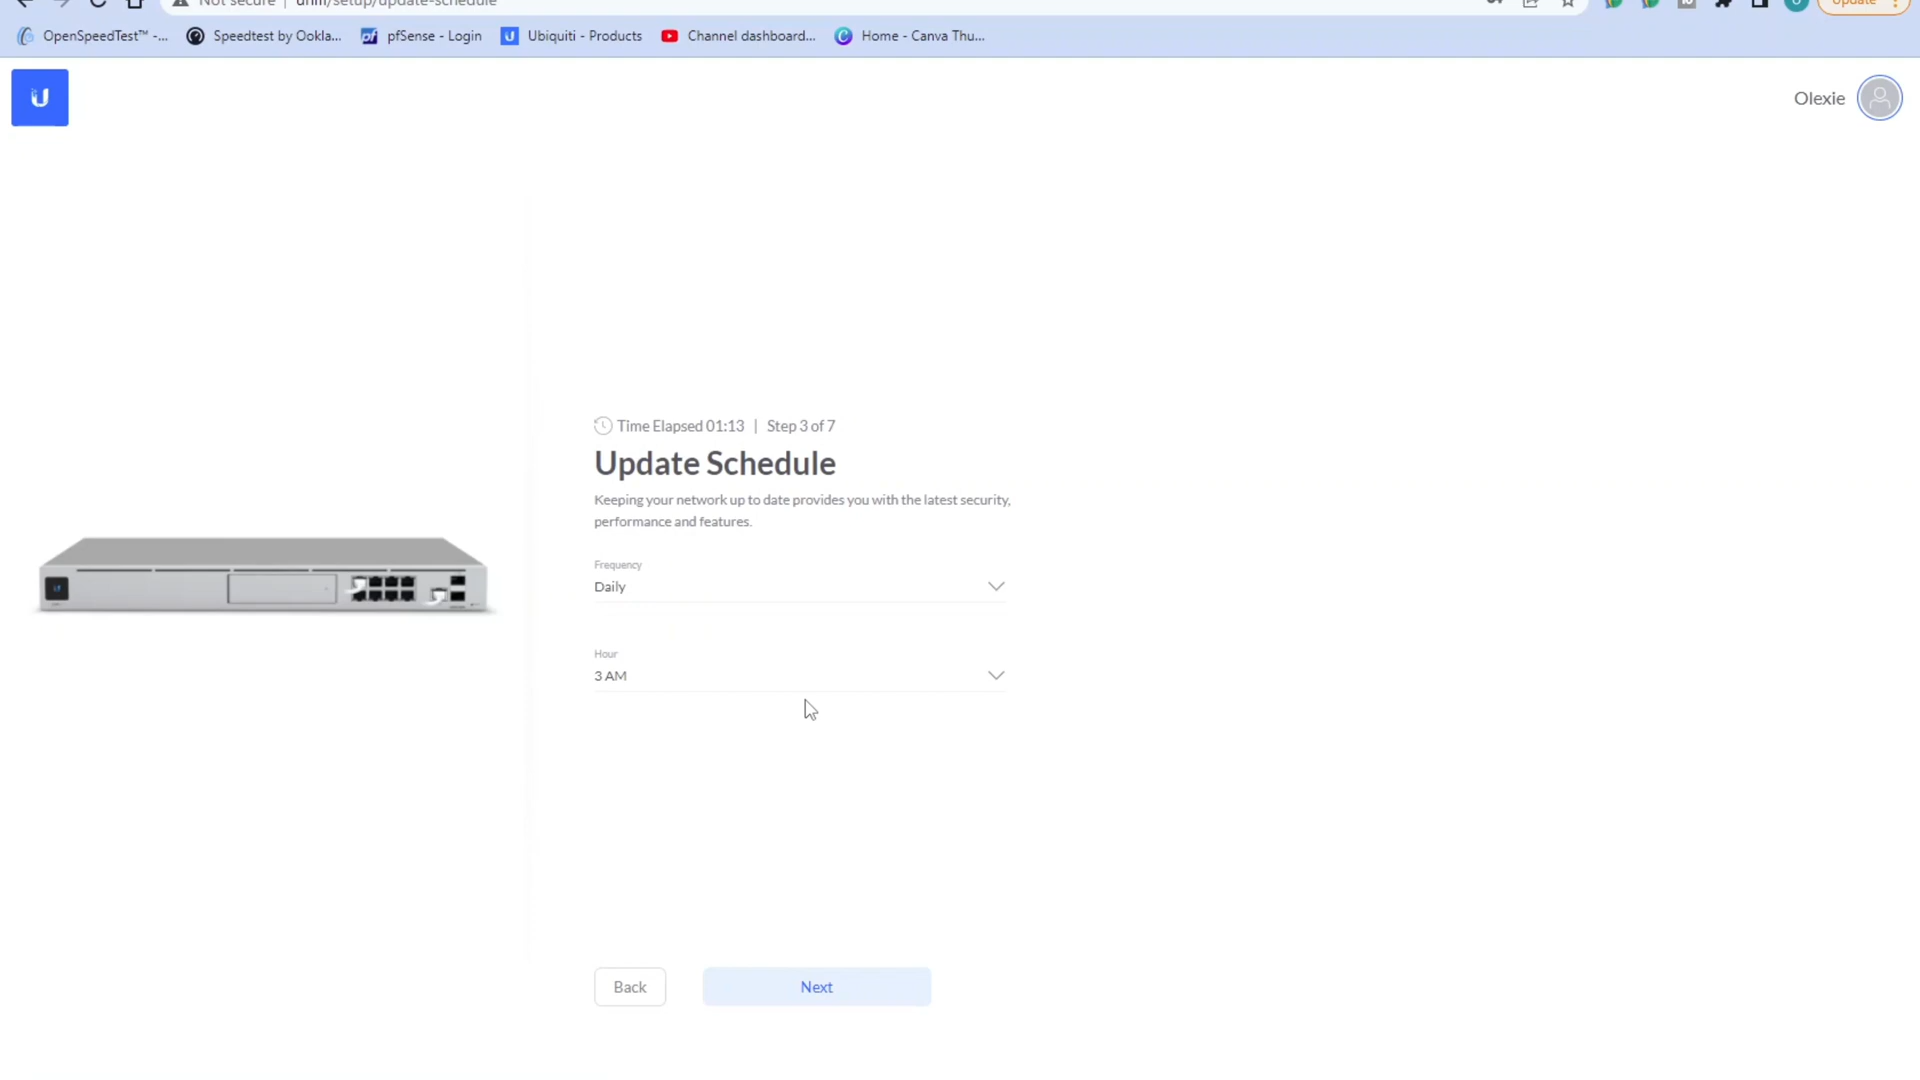 Not secure | unifi/setup/update-schedule
Update
OpenSpeedTest™ -...
Speedtest by Ookla...
pfSense - Login
Ubiquiti - Products
Channel dashboard...
Home - Canva Thu...
Olexie
Time Elapsed 01:13 | Step 3 of 7
Update Schedule
Keeping your network up to date provides you with the latest security,
performance and features.
Frequency
Daily
Hour
3 AM
Back
Next